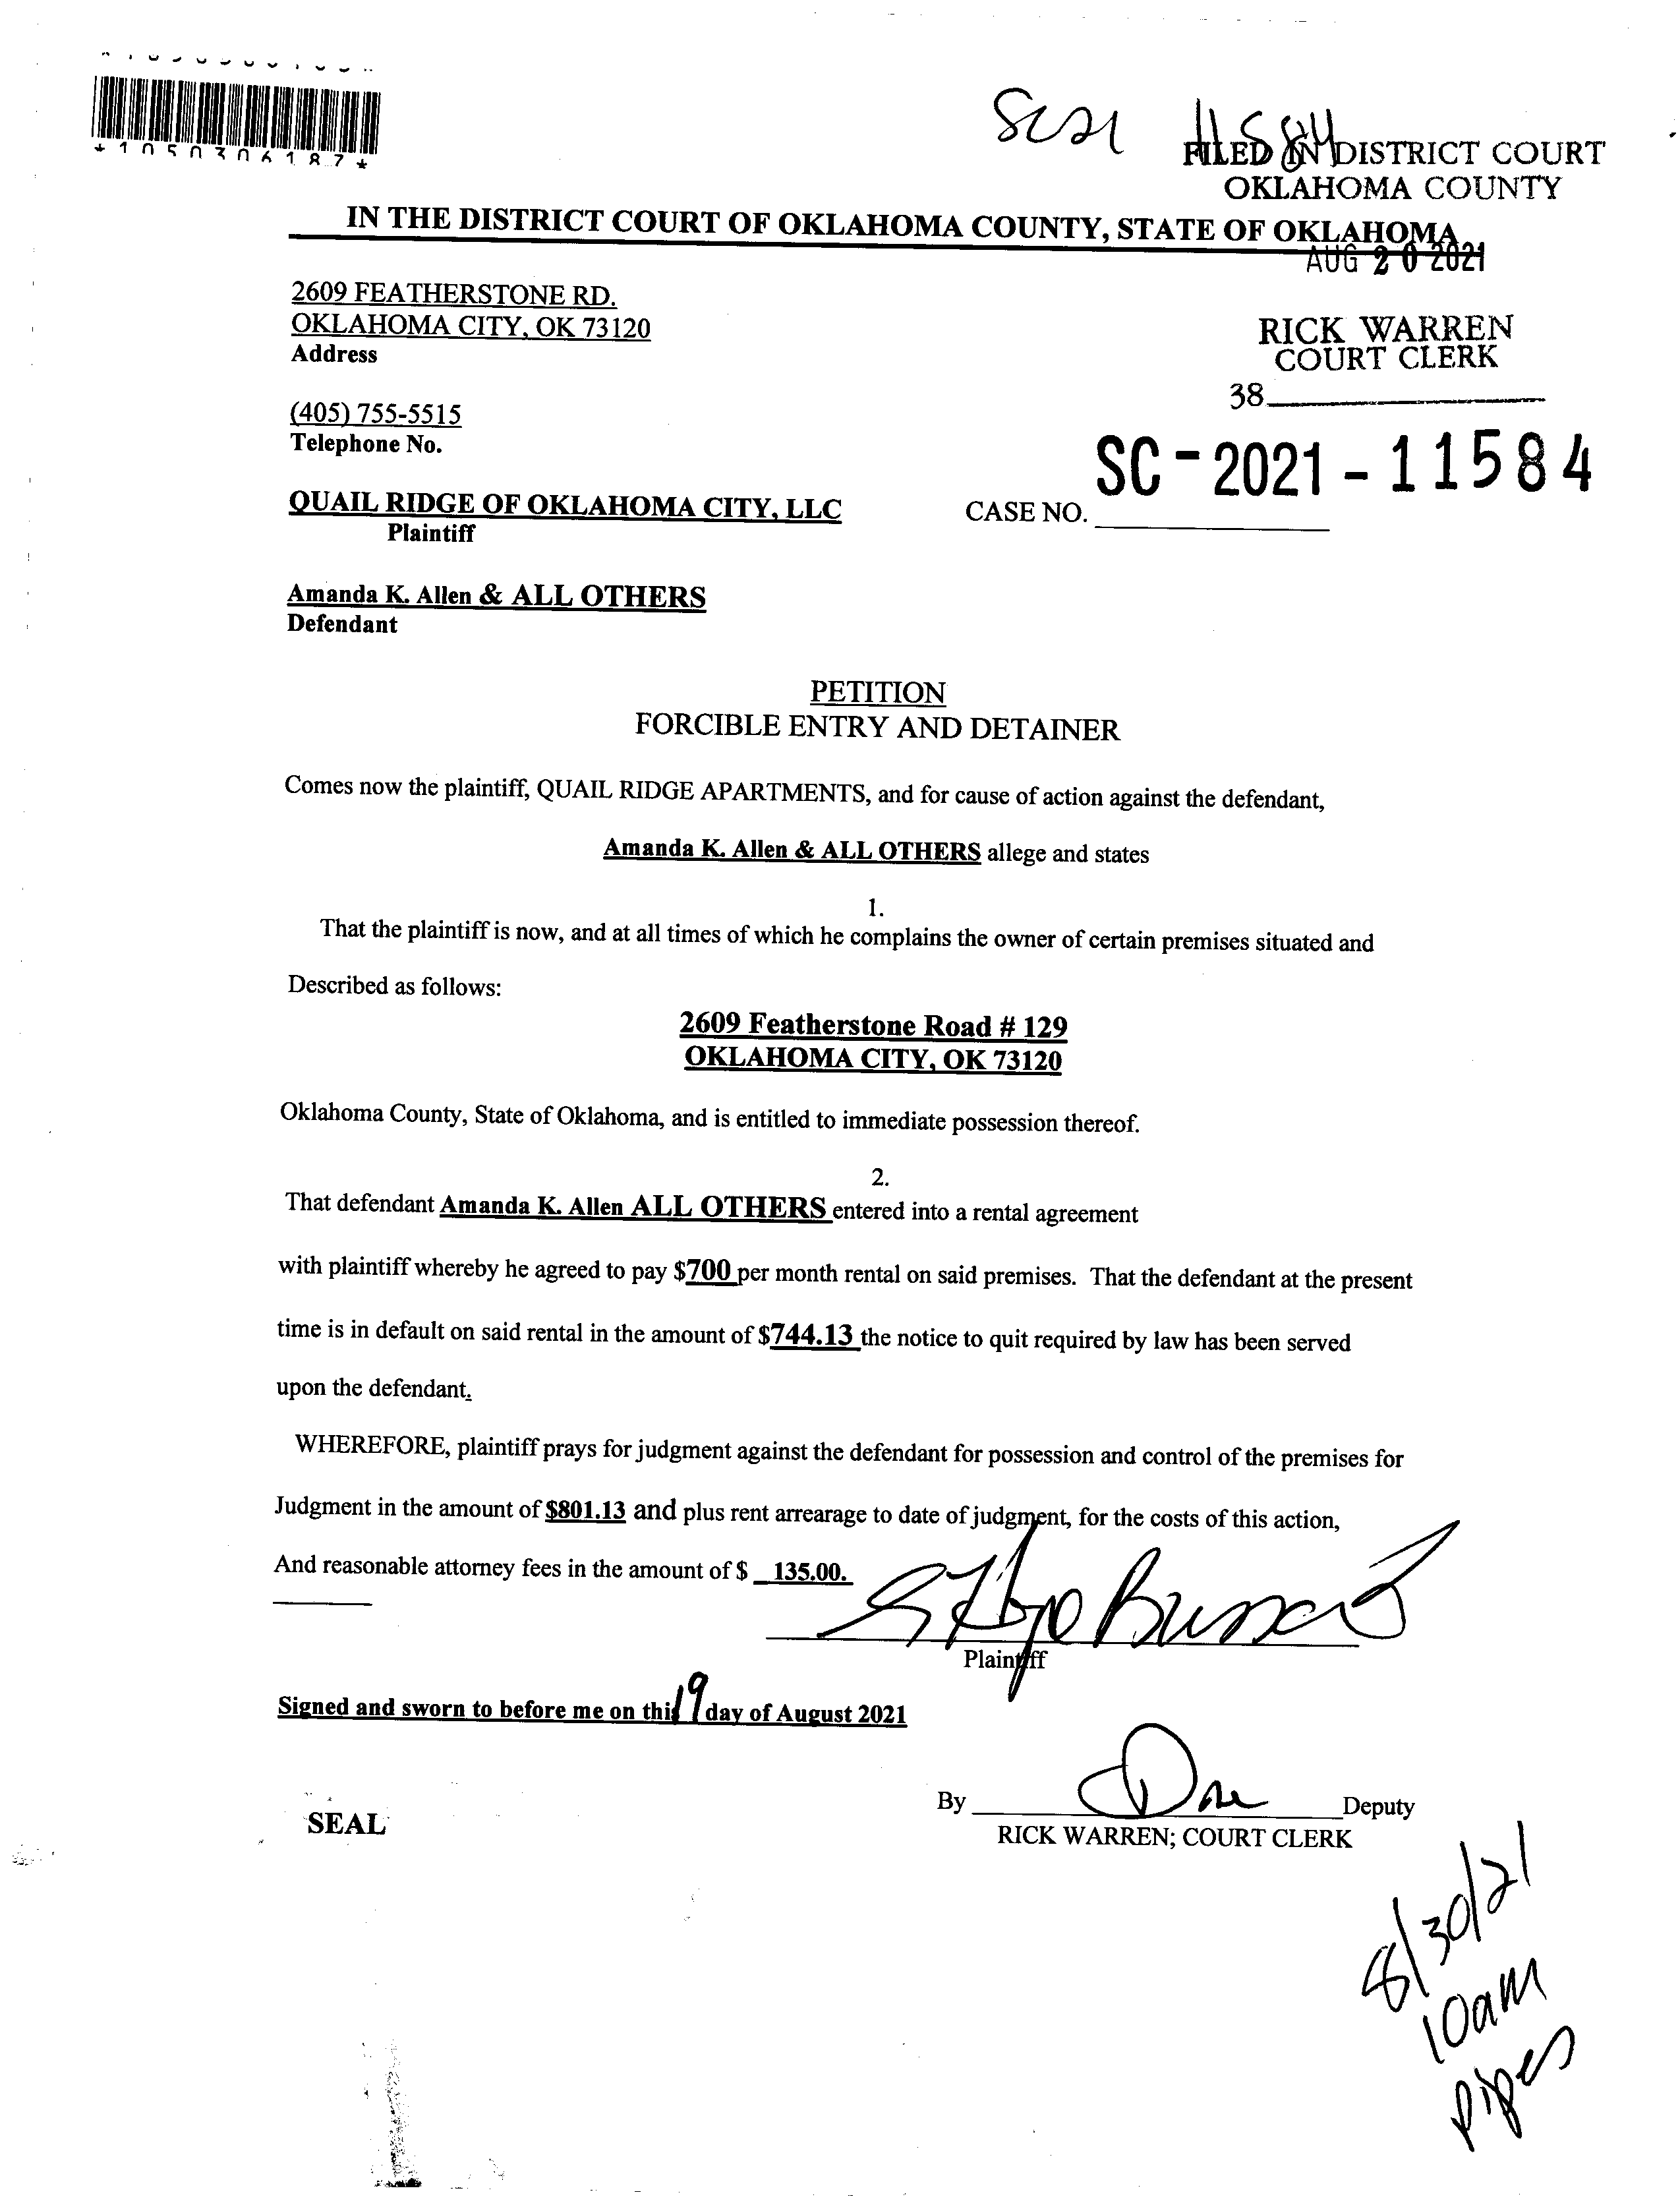 *1050306187*
SC21 11584
FILED IN DISTRICT COURT
OKLAHOMA COUNTY
IN THE DISTRICT COURT OF OKLAHOMA COUNTY, STATE OF OKLAHOMA
AUG 20 2021
2609 FEATHERSTONE RD.
OKLAHOMA CITY, OK 73120
Address
RICK WARREN
COURT CLERK
38
(405) 755-5515
Telephone No.
SC-2021-11584
QUAIL RIDGE OF OKLAHOMA CITY, LLC
CASE NO.
Plaintiff
Amanda K. Allen & ALL OTHERS
Defendant
PETITION
FORCIBLE ENTRY AND DETAINER
Comes now the plaintiff, QUAIL RIDGE APARTMENTS, and for cause of action against the defendant,
Amanda K. Allen & ALL OTHERS allege and states
1.
That the plaintiff is now, and at all times of which he complains the owner of certain premises situated and
Described as follows:
2609 Featherstone Road # 129
OKLAHOMA CITY, OK 73120
Oklahoma County, State of Oklahoma, and is entitled to immediate possession thereof.
2.
That defendant Amanda K. Allen ALL OTHERS entered into a rental agreement
with plaintiff whereby he agreed to pay $700 per month rental on said premises. That the defendant at the present
time is in default on said rental in the amount of $744.13 the notice to quit required by law has been served
upon the defendant.
WHEREFORE, plaintiff prays for judgment against the defendant for possession and control of the premises for
Judgment in the amount of $801.13 and plus rent arrearage to date of judgment, for the costs of this action,
And reasonable attorney fees in the amount of $ 135.00.
Plaintiff
Signed and sworn to before me on this 19 day of August 2021
By Deputy
SEAL
RICK WARREN; COURT CLERK
8/30/21
10am
Pipes